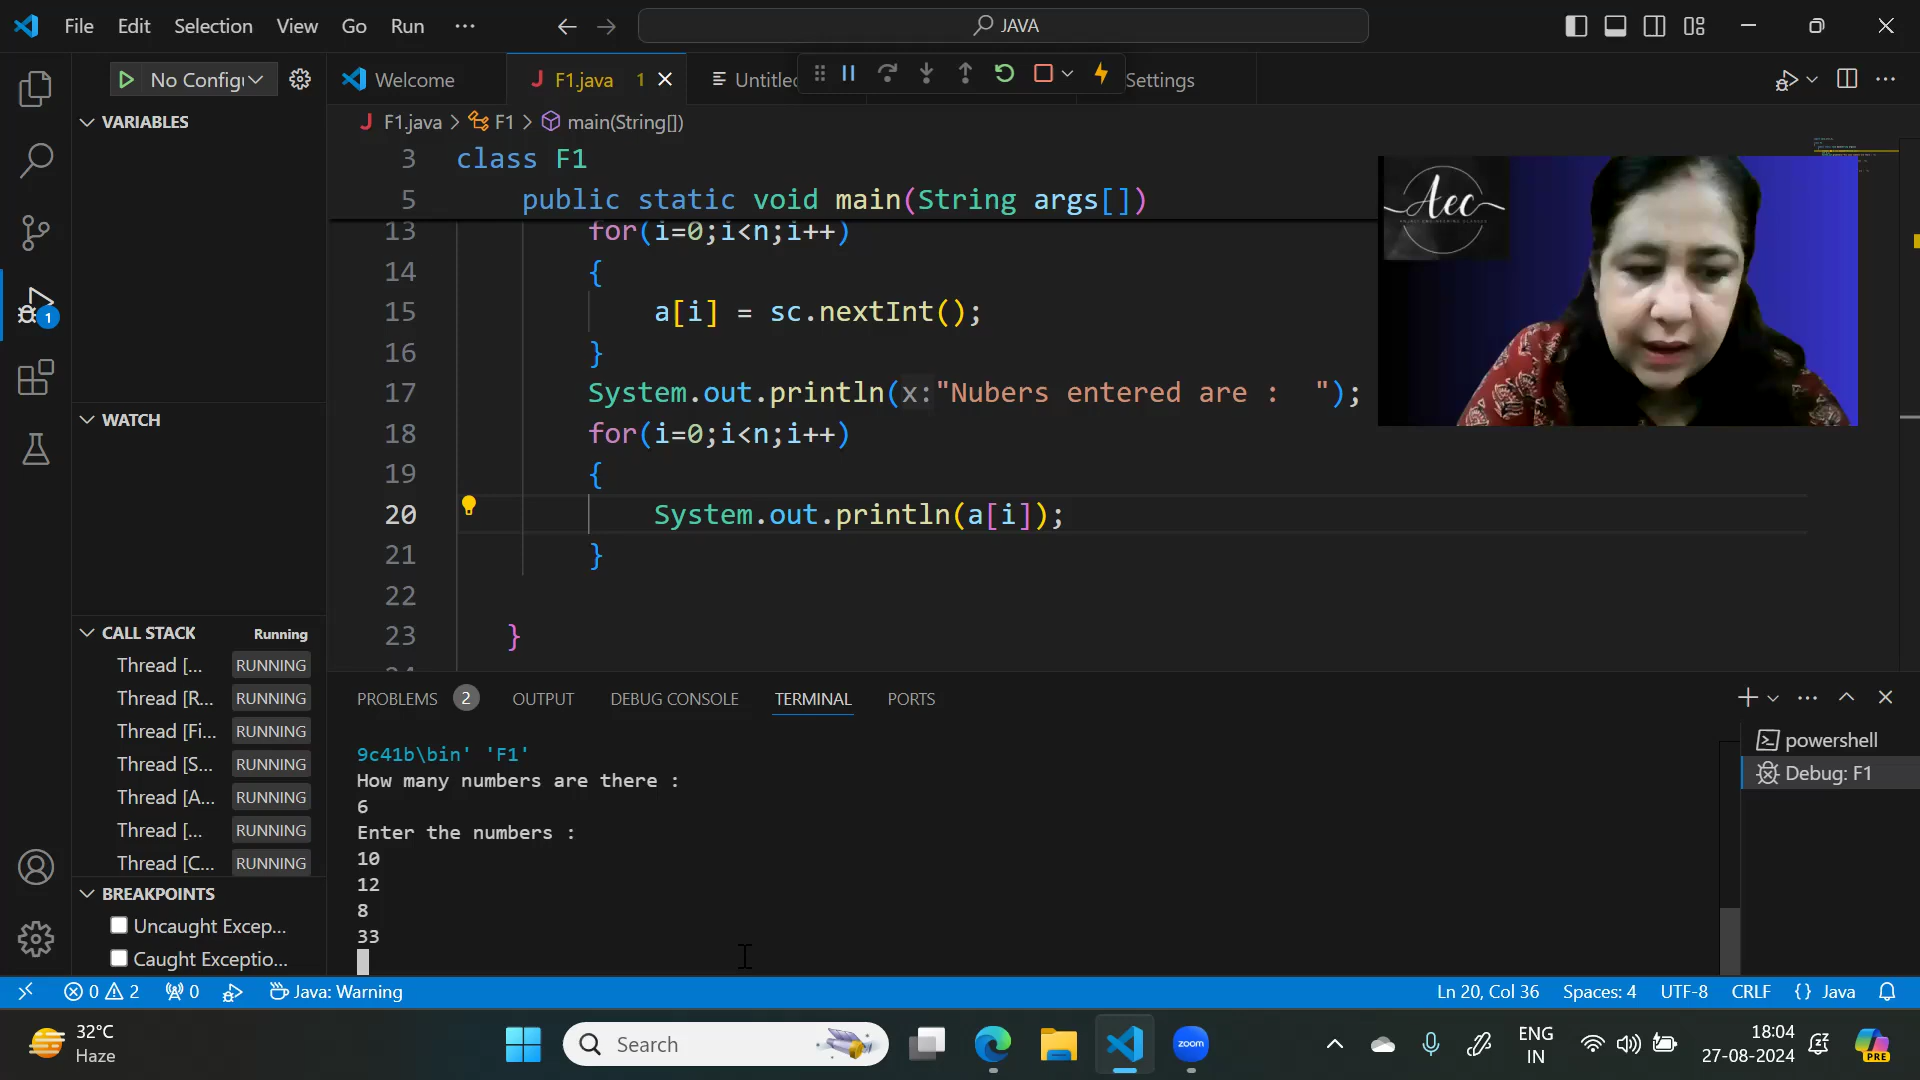 File Edit Selection View Go Run ··· JAVA
No Config Welcome F1.java 1 Untitled Settings
F1.java > F1 > main(String[])
VARIABLES
WATCH
CALL STACK Running
Thread [... RUNNING
Thread [R... RUNNING
Thread [Fi... RUNNING
Thread [S... RUNNING
Thread [A... RUNNING
Thread [... RUNNING
Thread [C... RUNNING
BREAKPOINTS
Uncaught Excep...
Caught Exceptio...
3 class F1
5 public static void main(String args[])
13 for(i=0;i<n;i++)
14 {
15 a[i] = sc.nextInt();
16 }
17 System.out.println(x:"Nubers entered are :  ");
18 for(i=0;i<n;i++)
19 {
20 System.out.println(a[i]);
21 }
22
23 }
Aec
PROBLEMS 2 OUTPUT DEBUG CONSOLE TERMINAL PORTS
9c41b\bin' 'F1'
How many numbers are there :
6
Enter the numbers :
10
12
8
33
powershell
Debug: F1
0 2 0 Java: Warning Ln 20, Col 36 Spaces: 4 UTF-8 CRLF {} Java
32°C
Haze
Search
zoom
ENG
IN
18:04
27-08-2024
PRE